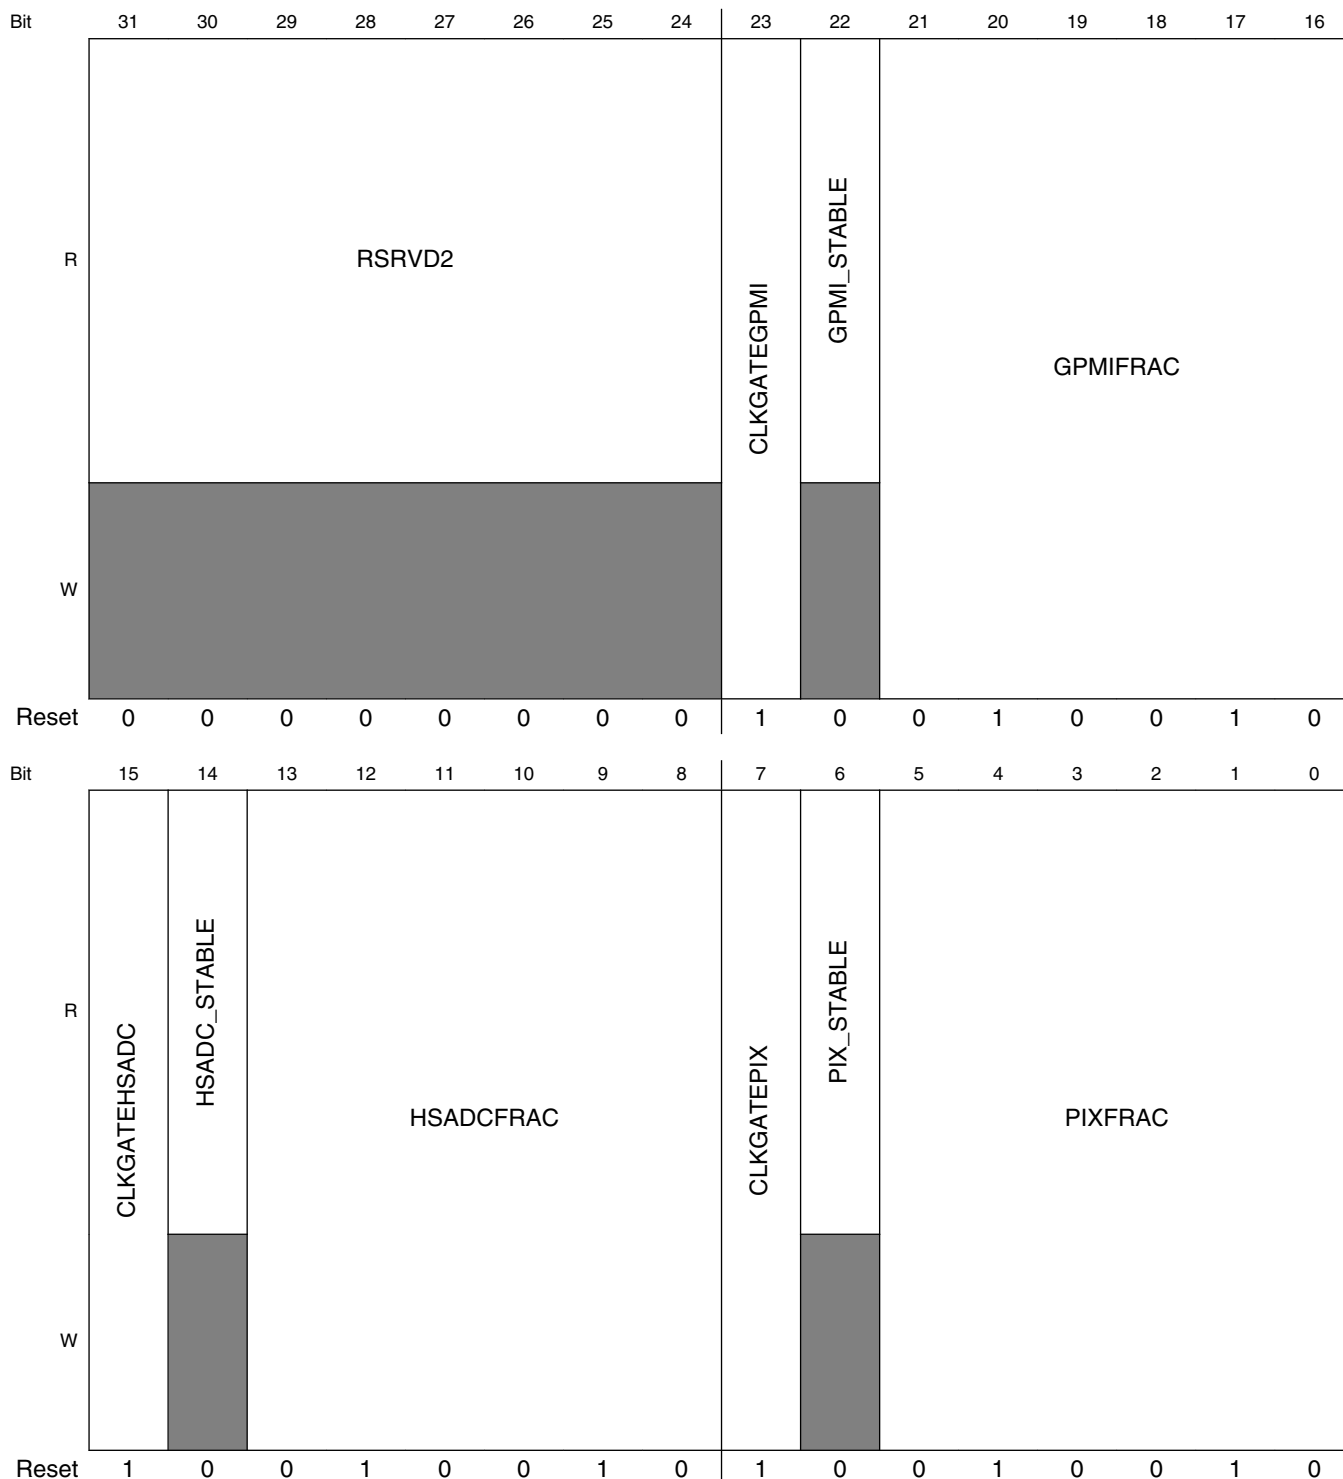 Bit 31 30 29 28 27 26 25 24 23 22 21 20 19 18 17 16
R RSRVD2 CLKGATEGPMI GPMI_STABLE GPMIFRAC
W
Reset 0 0 0 0 0 0 0 0 1 0 0 1 0 0 1 0
Bit 15 14 13 12 11 10 9 8 7 6 5 4 3 2 1 0
R CLKGATEHSADC HSADC_STABLE HSADCFRAC CLKGATEPIX PIX_STABLE PIXFRAC
W
Reset 1 0 0 1 0 0 1 0 1 0 0 1 0 0 1 0